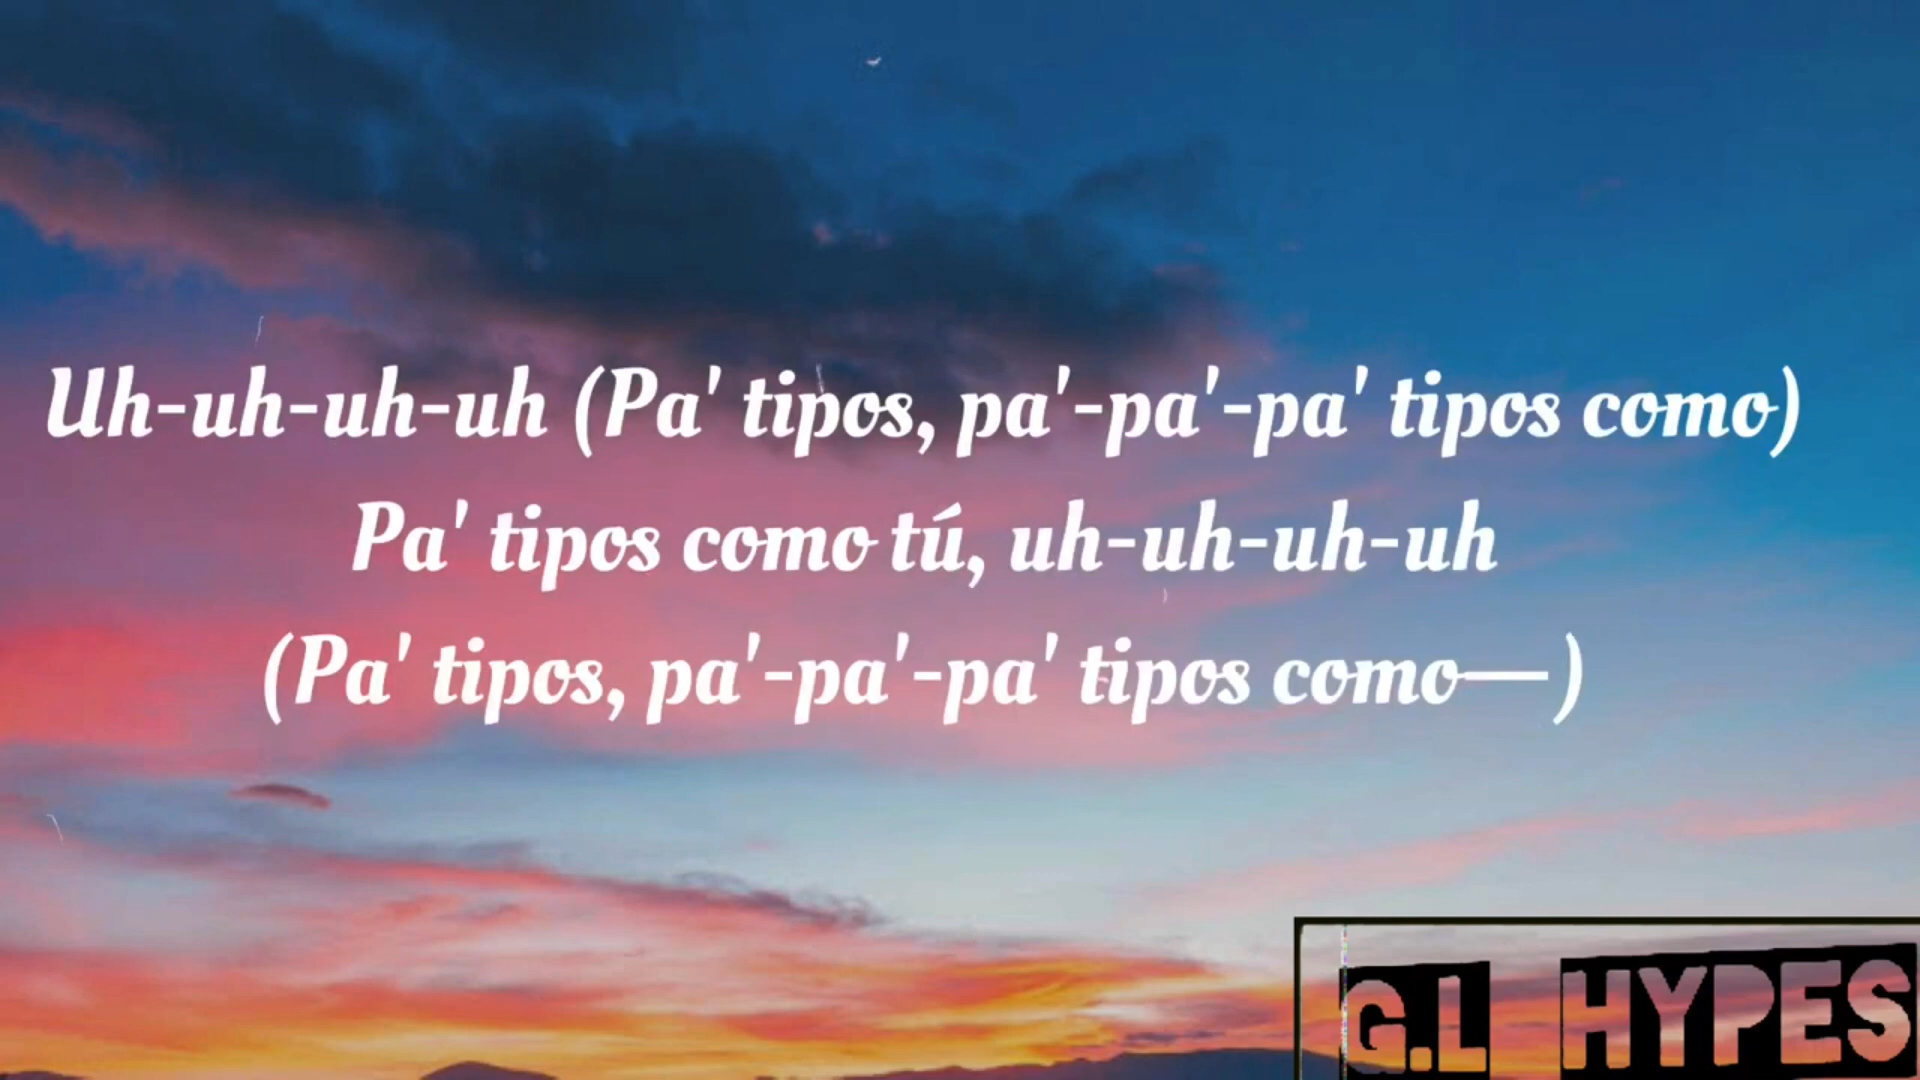 Uh-uh-uh-uh (Pa' tipos, pa'-pa'-pa' tipos como)
Pa' tipos como tú, uh-uh-uh-uh
(Pa' tipos, pa'-pa'-pa' tipos como—)
G.L HYPES